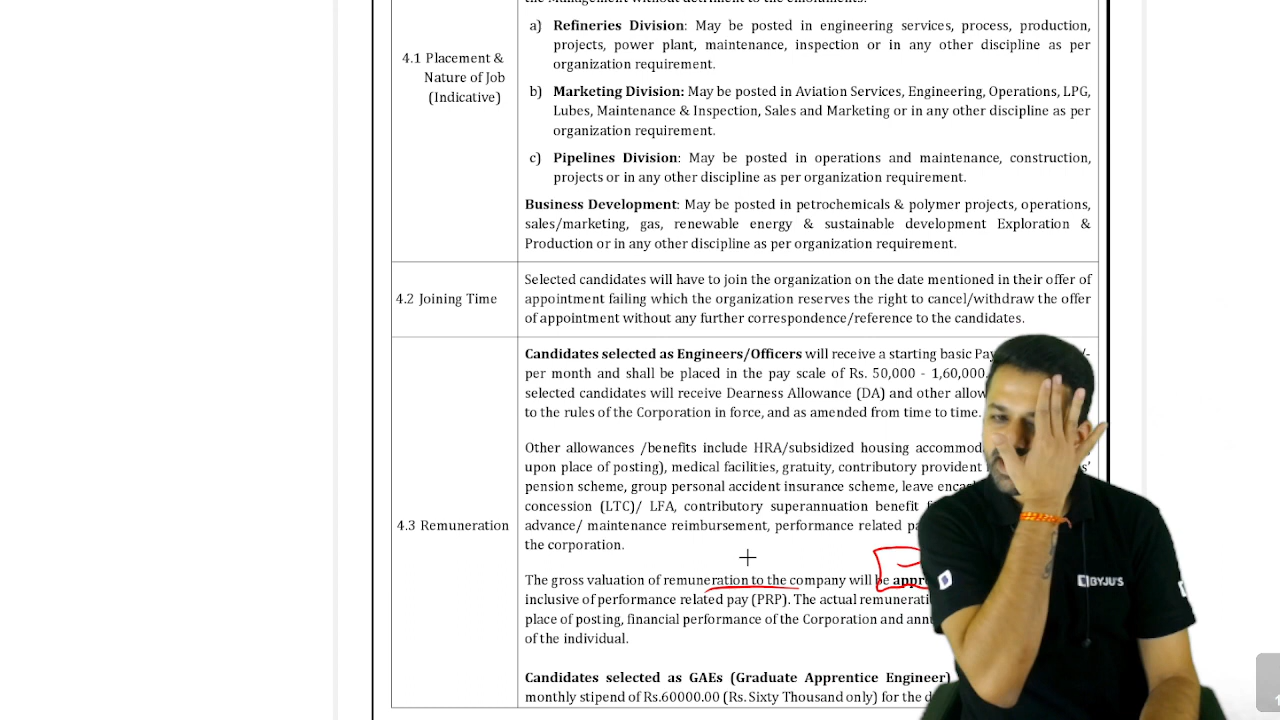 a) Refineries Division: May be posted in engineering services, process, production,
projects, power plant, maintenance, inspection or in any other discipline as per
organization requirement.
4.1 Placement &
Nature of Job
(Indicative)
b) Marketing Division: May be posted in Aviation Services, Engineering, Operations, LPG,
Lubes, Maintenance & Inspection, Sales and Marketing or in any other discipline as per
organization requirement.
c) Pipelines Division: May be posted in operations and maintenance, construction,
projects or in any other discipline as per organization requirement.
Business Development: May be posted in petrochemicals & polymer projects, operations,
sales/marketing, gas, renewable energy & sustainable development Exploration &
Production or in any other discipline as per organization requirement.
4.2 Joining Time
Selected candidates will have to join the organization on the date mentioned in their offer of
appointment failing which the organization reserves the right to cancel/withdraw the offer
of appointment without any further correspondence/reference to the candidates.
4.3 Remuneration
Candidates selected as Engineers/Officers will receive a starting basic Pay
per month and shall be placed in the pay scale of Rs. 50,000 - 1,60,000.
selected candidates will receive Dearness Allowance (DA) and other
to the rules of the Corporation in force, and as amended from time to time.
Other allowances /benefits include HRA/subsidized housing
upon place of posting), medical facilities, gratuity, contributory provident
pension scheme, group personal accident insurance scheme, leave
concession (LTC)/ LFA, contributory superannuation benefit
advance/ maintenance reimbursement, performance related
the corporation.
The gross valuation of remuneration to the company will be
inclusive of performance related pay (PRP). The actual
place of posting, financial performance of the Corporation and
of the individual.
Candidates selected as GAEs (Graduate Apprentice Engineer)
monthly stipend of Rs.60000.00 (Rs. Sixty Thousand only) for the
BYJU'S